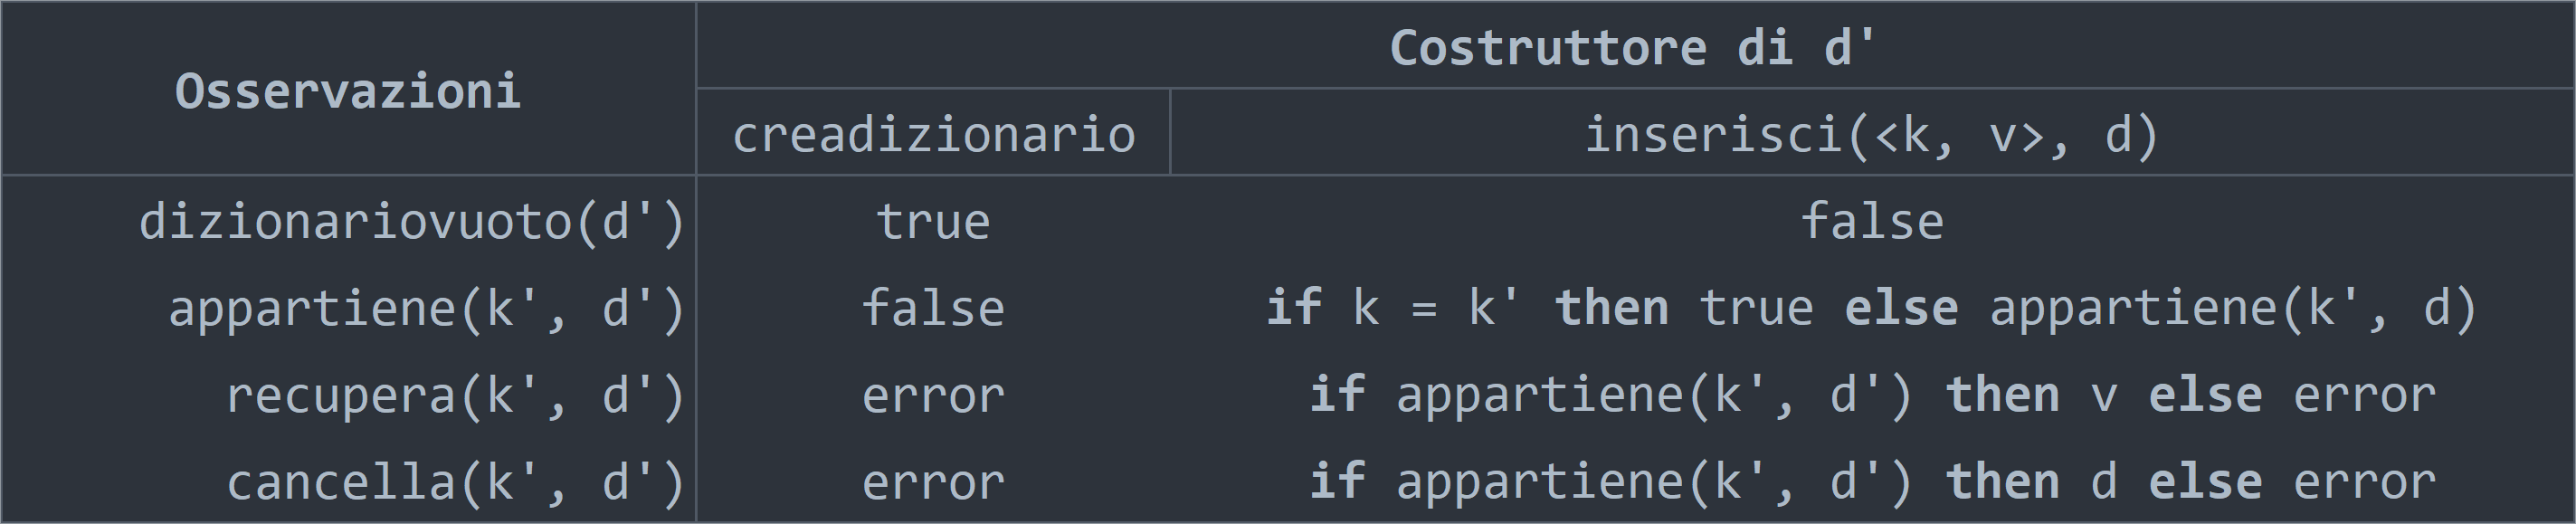 Osservazioni
Costruttore di d'
creadizionario
inserisci(<k, v>, d)
dizionariovuoto(d') true false
appartiene(k', d') false if k = k' then true else appartiene(k', d)
recupera(k', d') error if appartiene(k', d') then v else error
cancella(k', d') error if appartiene(k', d') then d else error